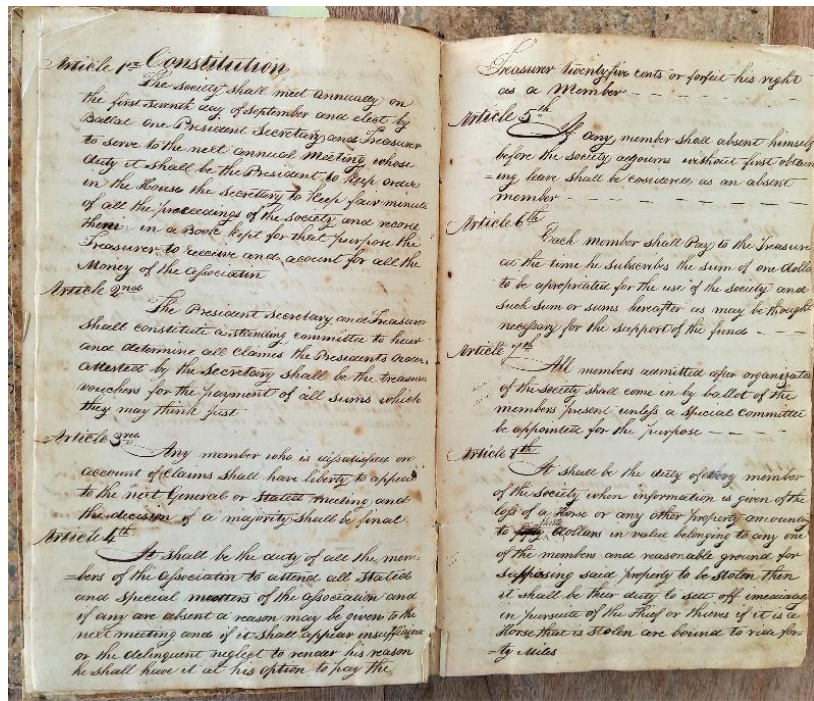 Article 1st Constitution
The Society shall meet annually on
the first seventh day of September and elect by
Ballot one President Secretary and Treasurer
to serve to the next annual Meeting whose
duty it shall be the President to keep order
in the House the Secretary to keep fair minuts
of all the proceedings of the Society and record
them in a Book kept for that purpose the
Treasurer to receive and acount for all the
Money of the associatin
Article 2nd
The President Secretary and Treasurer
shall constitute a standing committe to hear
and determine all claims the Presidents order
attested by the Secretary shall be the treasurers
vouchers for the payment of all sums which
they may think just
Article 3rd
Any member who is dissatisfied on
account of Claims shall have liberty to appeal
to the next General or Stated meeting and
the decision of a majority shall be final
Article 4th
It shall be the duty of all the mem-
=bers of the associatin to attend all Stated
and special meetters of the association and
if any are absent a reason may be given to the
next meeting and if it shall appear insufficient
or the delinquent neglect to render his reason
he shall have it at his option to pay the
Treasurer twenty five cents or forfeit his right
as a Member
Article 5th
If any member shall absent himself
before the society adjourns without first obtain
=ing leave shall be cosidered as an absent
member
Article 6th
Each member shall Pay to the Treasure
at the time he subscribes the sum of one dolla
to be apropriated for the use of the society and
such sum or sums hereafter as may be thought
necessary for the support of the funds
Article 7th
All members admitted after organizatio
of the Society shall come in by ballot of the
members present unless a special Committee
be appointed for the purpose
Article 8th
It shall be the duty of every member
of the Society when information is given of the
loss of a Horse or any other property amounting
to thirty dollars in value belonging to any one
of the members and reasonable ground for
supposing said property to be stolen then
it shall be their duty to sett off imediat
in pursuite of the Thief or thieves if it is a
Horse that is stolen are bound to ride for
=ty Miles